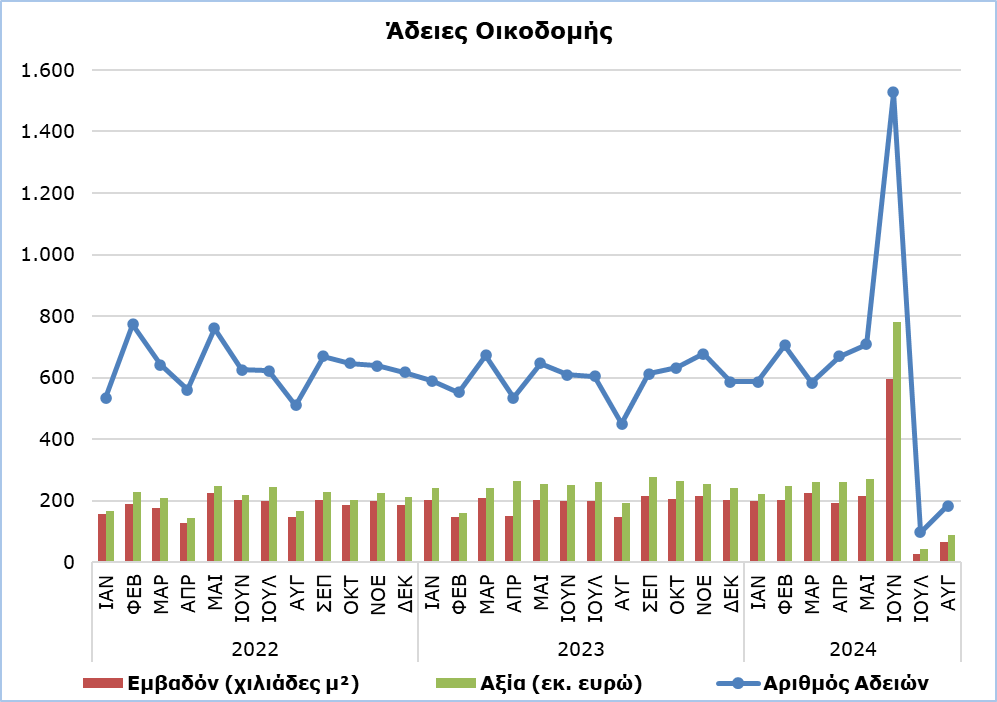 Άδειες Οικοδομής
1.600
1.400
1.200
1.000
800
600
400
200
0
ΙΑΝ ΦΕΒ ΜΑΡ ΑΠΡ ΜΑΙ ΙΟΥΝ ΙΟΥΛ ΑΥΓ ΣΕΠ ΟΚΤ ΝΟΕ ΔΕΚ ΙΑΝ ΦΕΒ ΜΑΡ ΑΠΡ ΜΑΙ ΙΟΥΝ ΙΟΥΛ ΑΥΓ ΣΕΠ ΟΚΤ ΝΟΕ ΔΕΚ ΙΑΝ ΦΕΒ ΜΑΡ ΑΠΡ ΜΑΙ ΙΟΥΝ ΙΟΥΛ ΑΥΓ
2022 2023 2024
Εμβαδόν (χιλιάδες μ²) Αξία (εκ. ευρώ) Αριθμός Αδειών